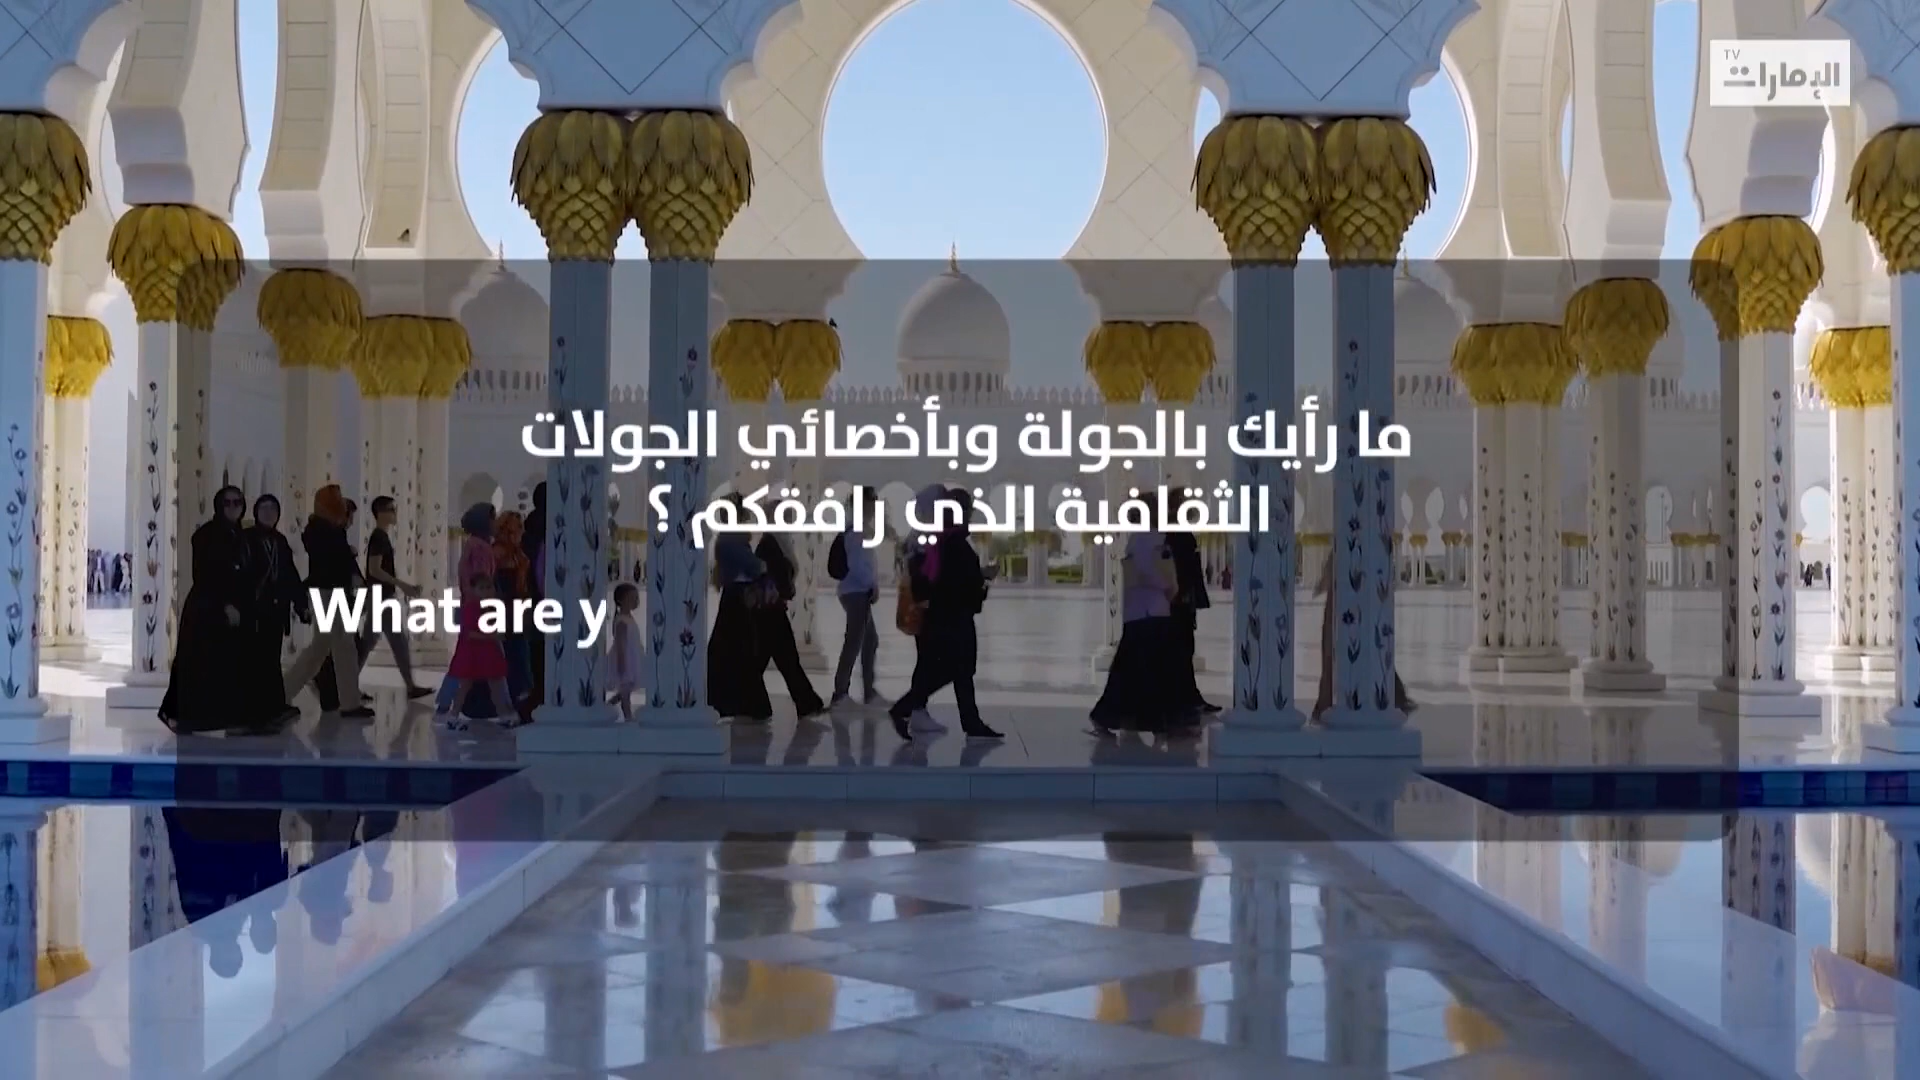 TV
الإمارات
ما رأيك بالجولة وبأخصائي الجولات
الثقافية الذي رافقكم ؟
What are y